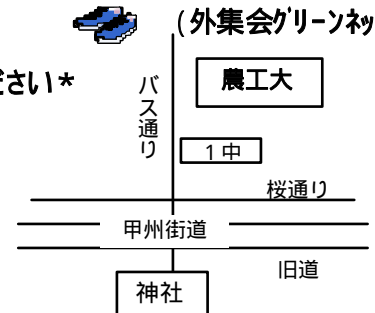 (外集会グリーンネッ
ださい*
農工大
バス通り
1中
桜通り
甲州街道
旧道
神社